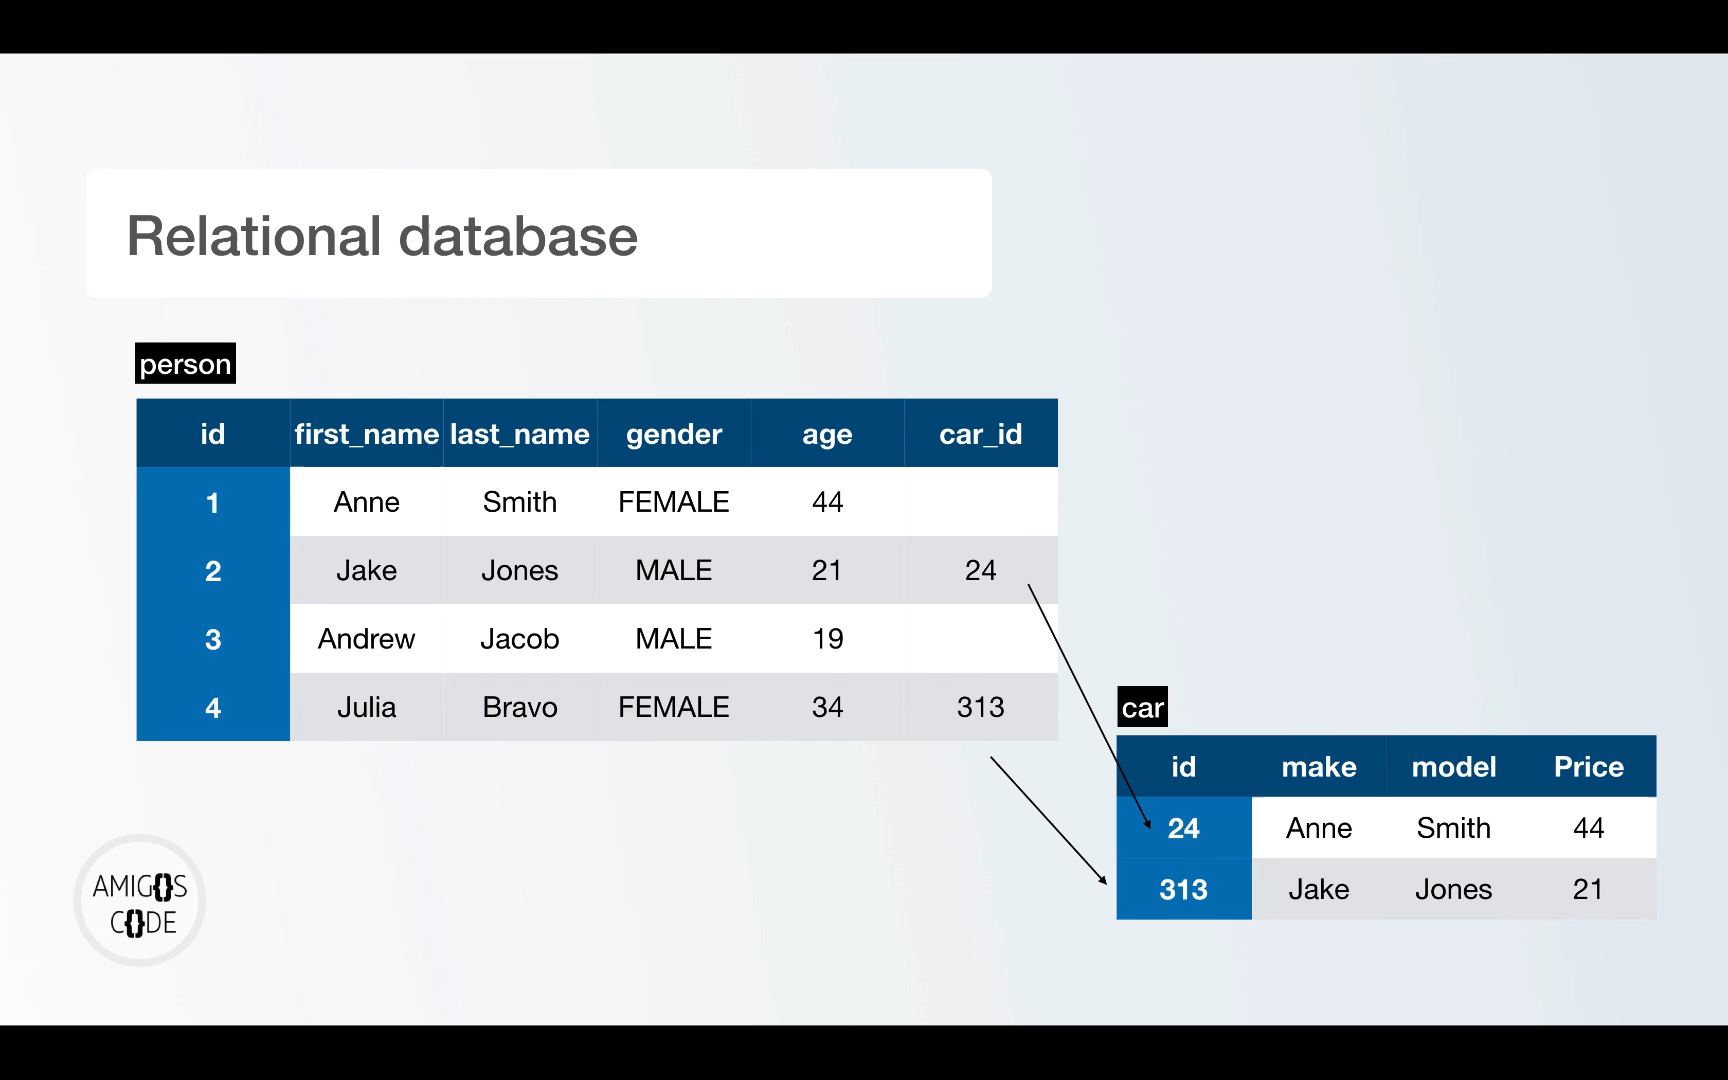 Relational database
person
id first_name last_name gender age car_id
1 Anne Smith FEMALE 44
2 Jake Jones MALE 21 24
3 Andrew Jacob MALE 19
4 Julia Bravo FEMALE 34 313
car
id make model Price
24 Anne Smith 44
313 Jake Jones 21
AMIG{}S
C{}DE